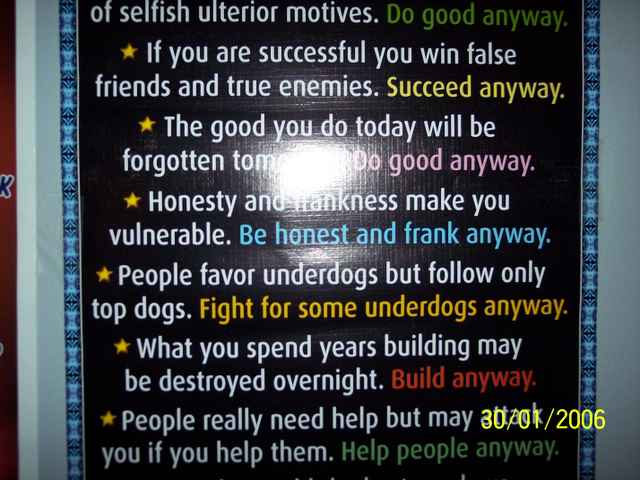 of selfish ulterior motives. Do good anyway.
If you are successful you win false
friends and true enemies. Succeed anyway.
The good you do today will be
forgotten Do good anyway.
Honesty and frankness make you
vulnerable. Be honest and frank anyway.
People favor underdogs but follow only
top dogs. Fight for some underdogs anyway.
What you spend years building may
be destroyed overnight. Build anyway.
People really need help but may attack
you if you help them. Help people anyway.
30/01/2006